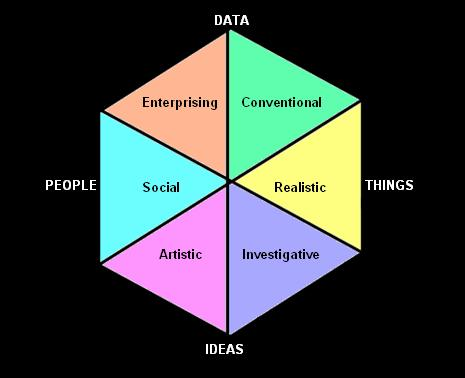 DATA
Enterprising
Conventional
PEOPLE
Social
Realistic
THINGS
Artistic
Investigative
IDEAS